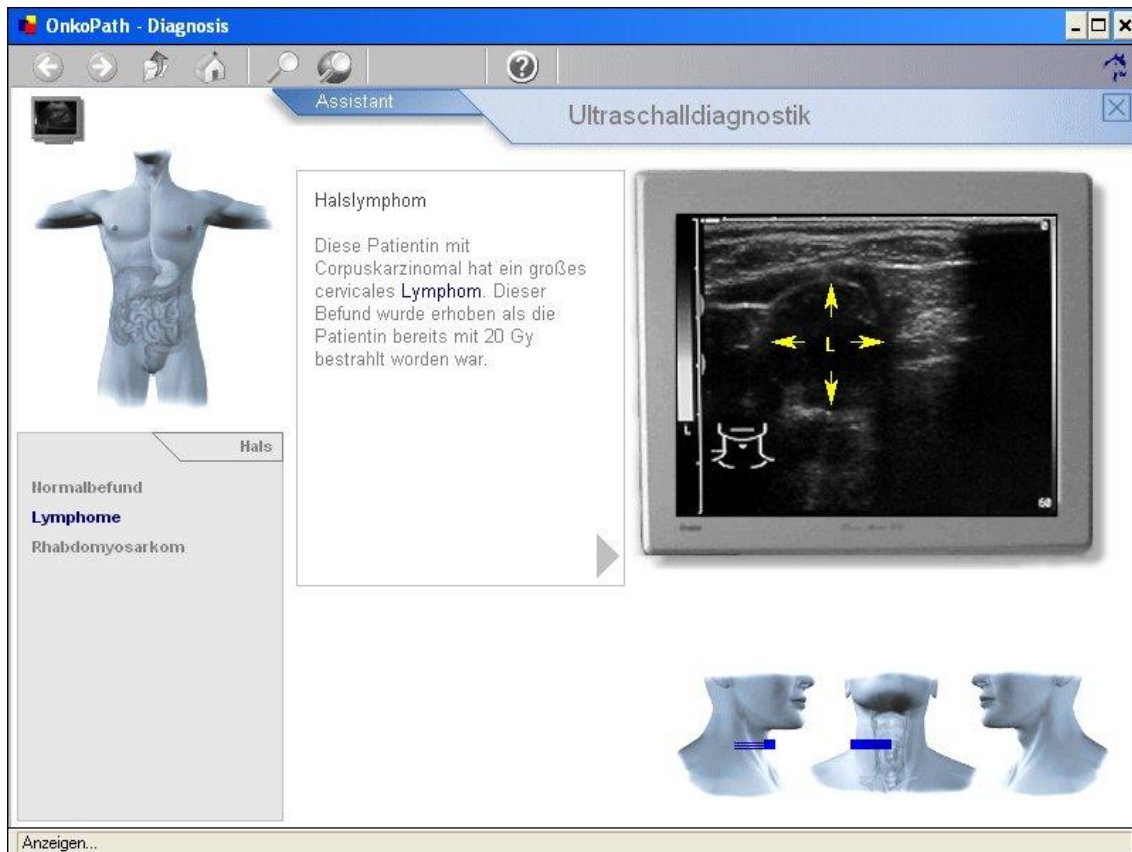 OnkoPath - Diagnosis
Assistant
Ultraschalldiagnostik
Halslymphom
Diese Patientin mit
Corpuskarzinomal hat ein großes
cervicales Lymphom. Dieser
Befund wurde erhoben als die
Patientin bereits mit 20 Gy
bestrahlt worden war.
L
L
60
Hals
Normalbefund
Lymphome
Rhabdomyosarkom
Anzeigen...